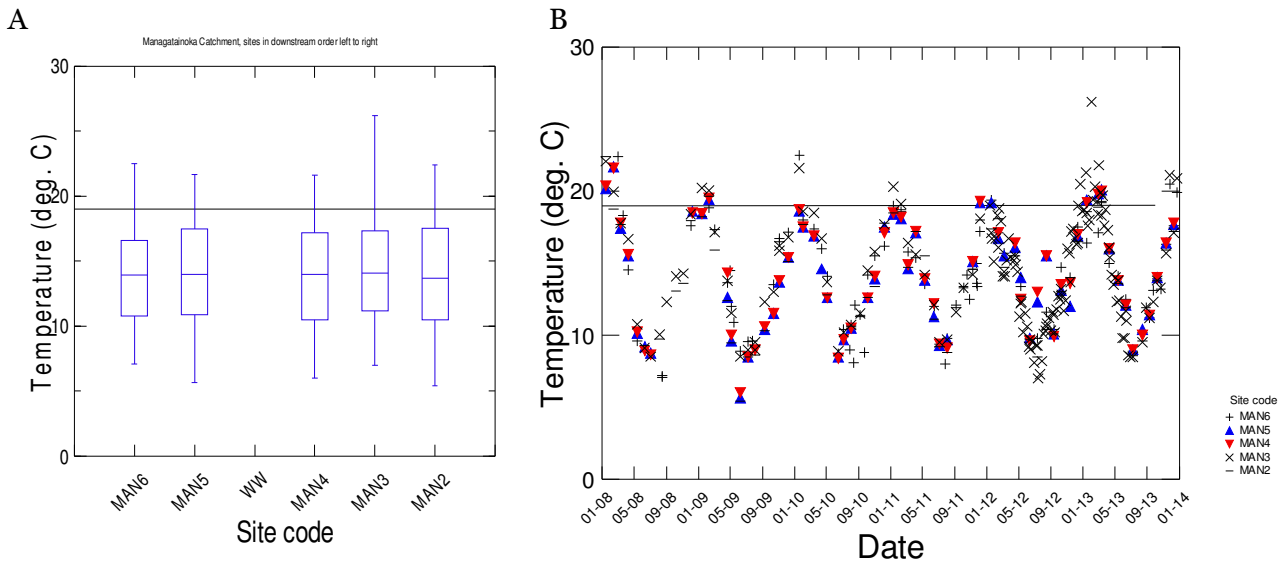 A
Managatainoka Catchment, sites in downstream order left to right
30
20
10
0
Temperature (deg. C)
MAN6
MAN5
WW
MAN4
MAN3
MAN2
Site code
B
30
20
10
0
Temperature (deg. C)
01-08
05-08
09-08
01-09
05-09
09-09
01-10
05-10
09-10
01-11
05-11
09-11
01-12
05-12
09-12
01-13
05-13
09-13
01-14
Date
Site code
MAN6
MAN5
MAN4
MAN3
MAN2